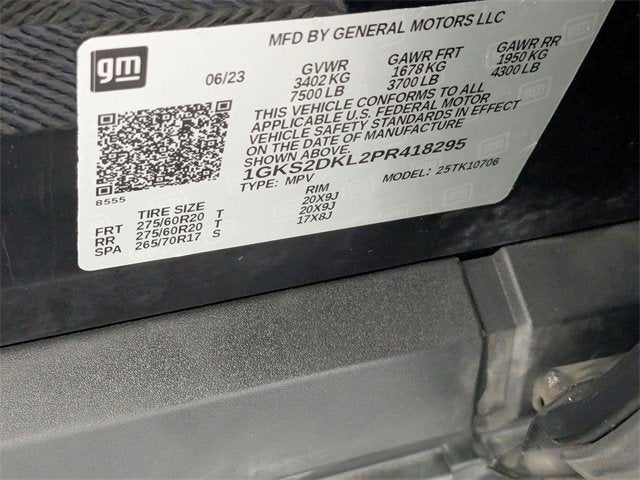 gm
MFD BY GENERAL MOTORS LLC
06/23 GVWR GAWR FRT GAWR RR
3402 KG 1678 KG 1950 KG
7500 LB 3700 LB 4300 LB
THIS VEHICLE CONFORMS TO ALL
APPLICABLE U.S. FEDERAL MOTOR
VEHICLE SAFETY STANDARDS IN EFFECT
ON THE DATE OF MANUFACTURE
SHOWN ABOVE.
1GKS2DKL2PR418295
TYPE: MPV MODEL: 25TK10706
8555
TIRE SIZE RIM
FRT 275/60R20 T 20X9J
RR 275/60R20 T 20X9J
SPA 265/70R17 S 17X8J